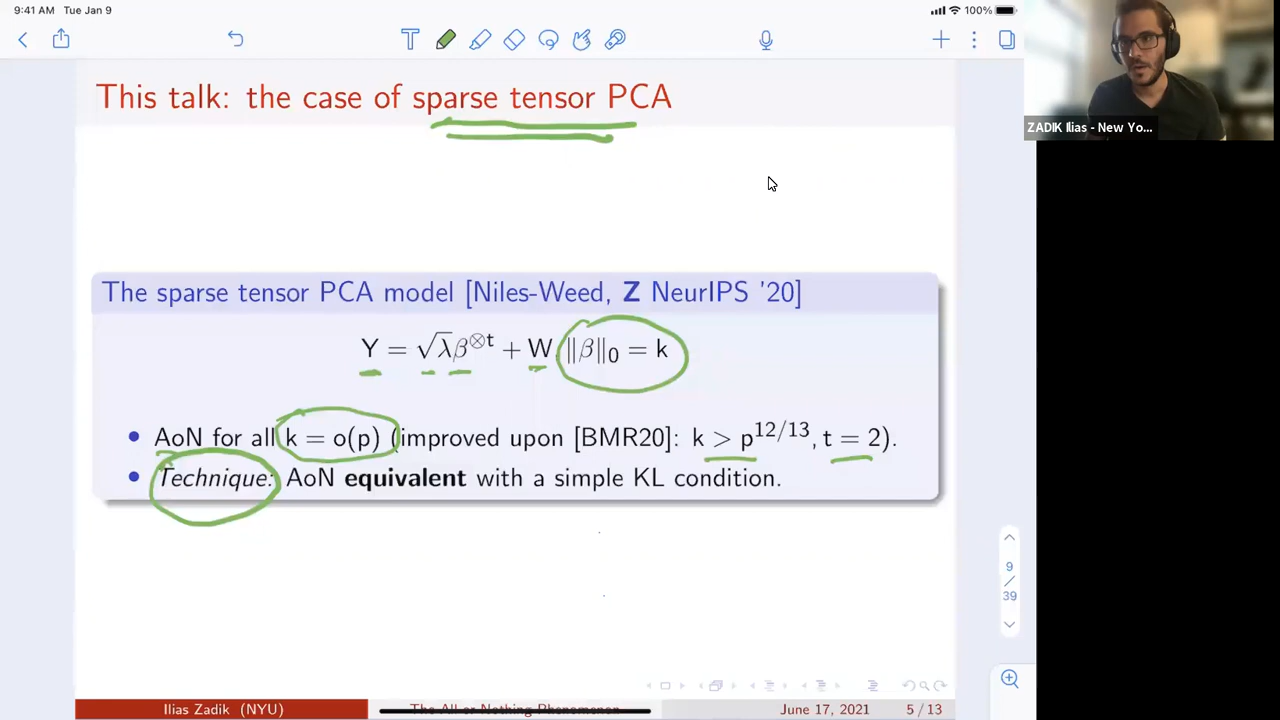 9:41 AM Tue Jan 9
100%
This talk: the case of sparse tensor PCA
ZADIK Ilias - New Yo...
The sparse tensor PCA model [Niles-Weed, Z NeurIPS '20]
Y = √λβ^⊗t + W, ‖β‖₀ = k
• AoN for all k = o(p) (improved upon [BMR20]: k > p^12/13, t = 2).
• Technique: AoN equivalent with a simple KL condition.
9
/
39
Ilias Zadik (NYU)
The All-or-Nothing Phenomenon
June 17, 2021
5 / 13